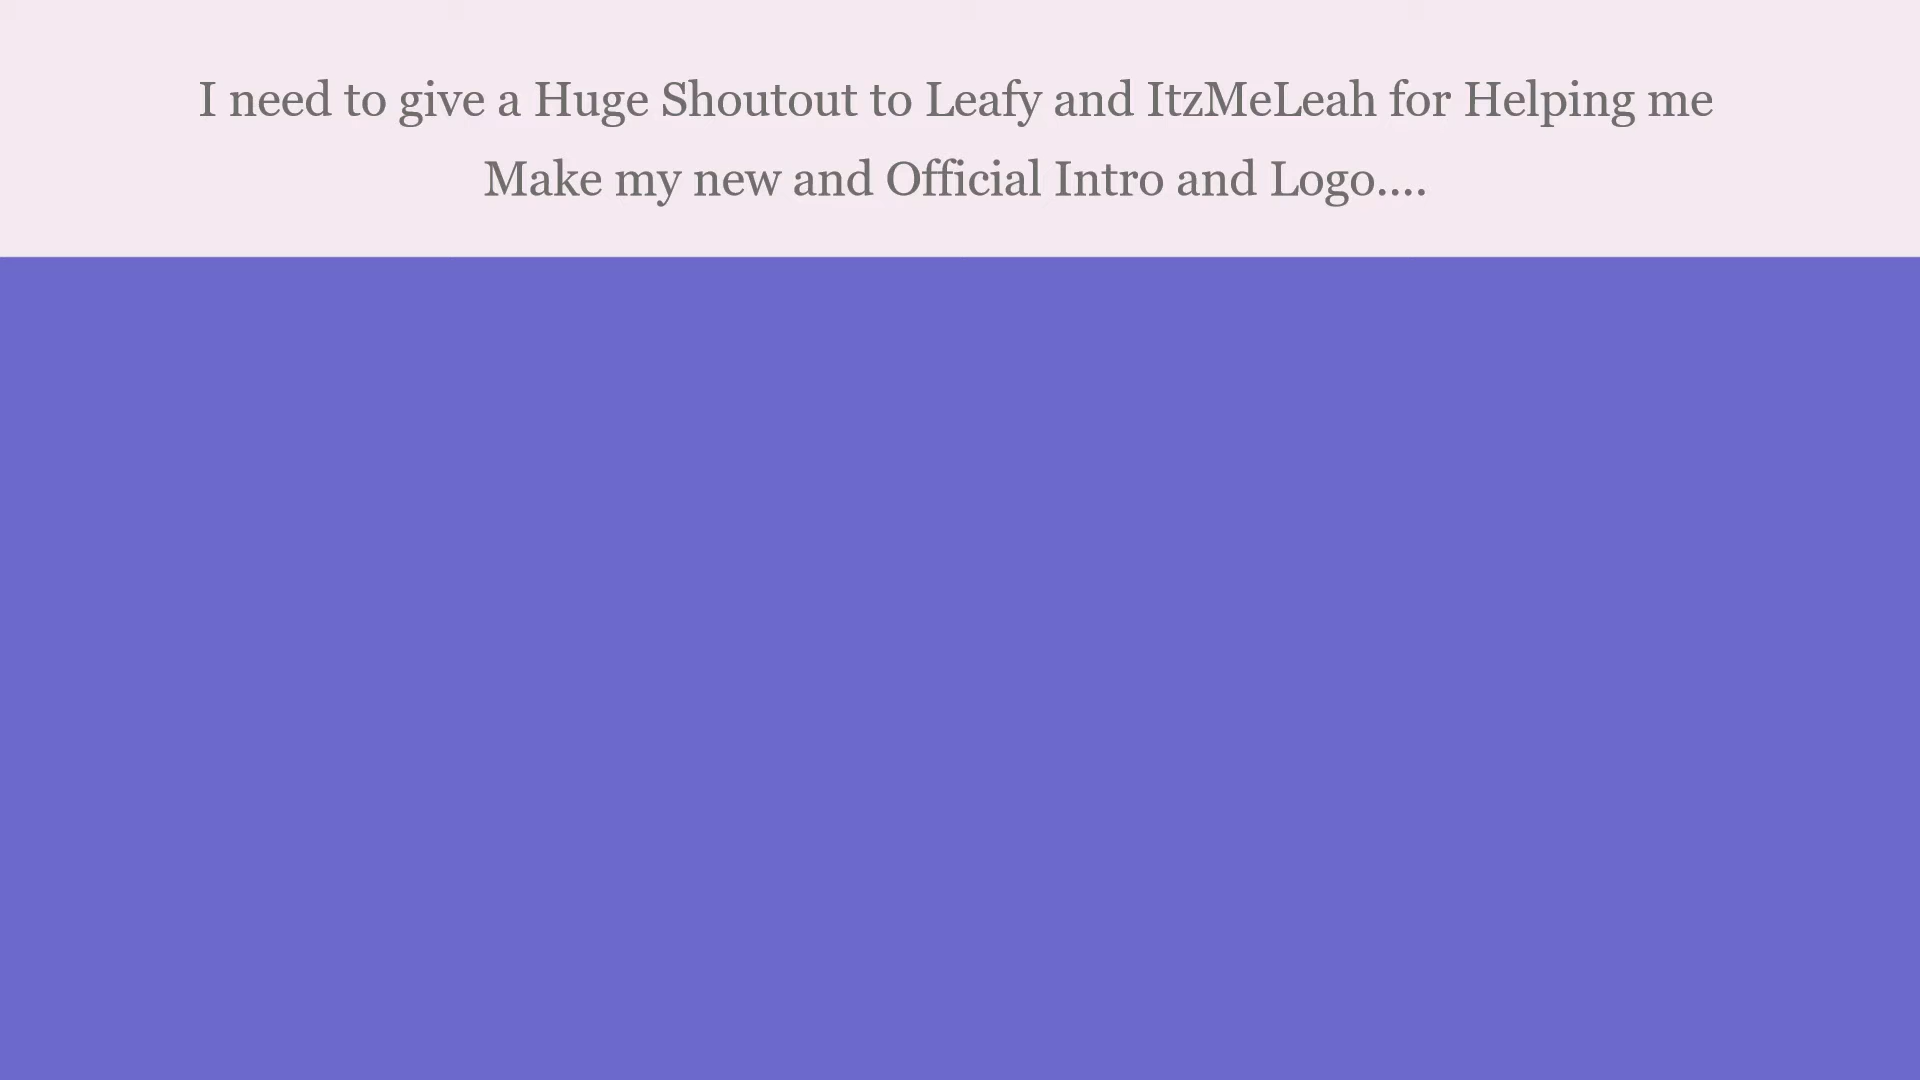 I need to give a Huge Shoutout to Leafy and ItzMeLeah for Helping me
Make my new and Official Intro and Logo....